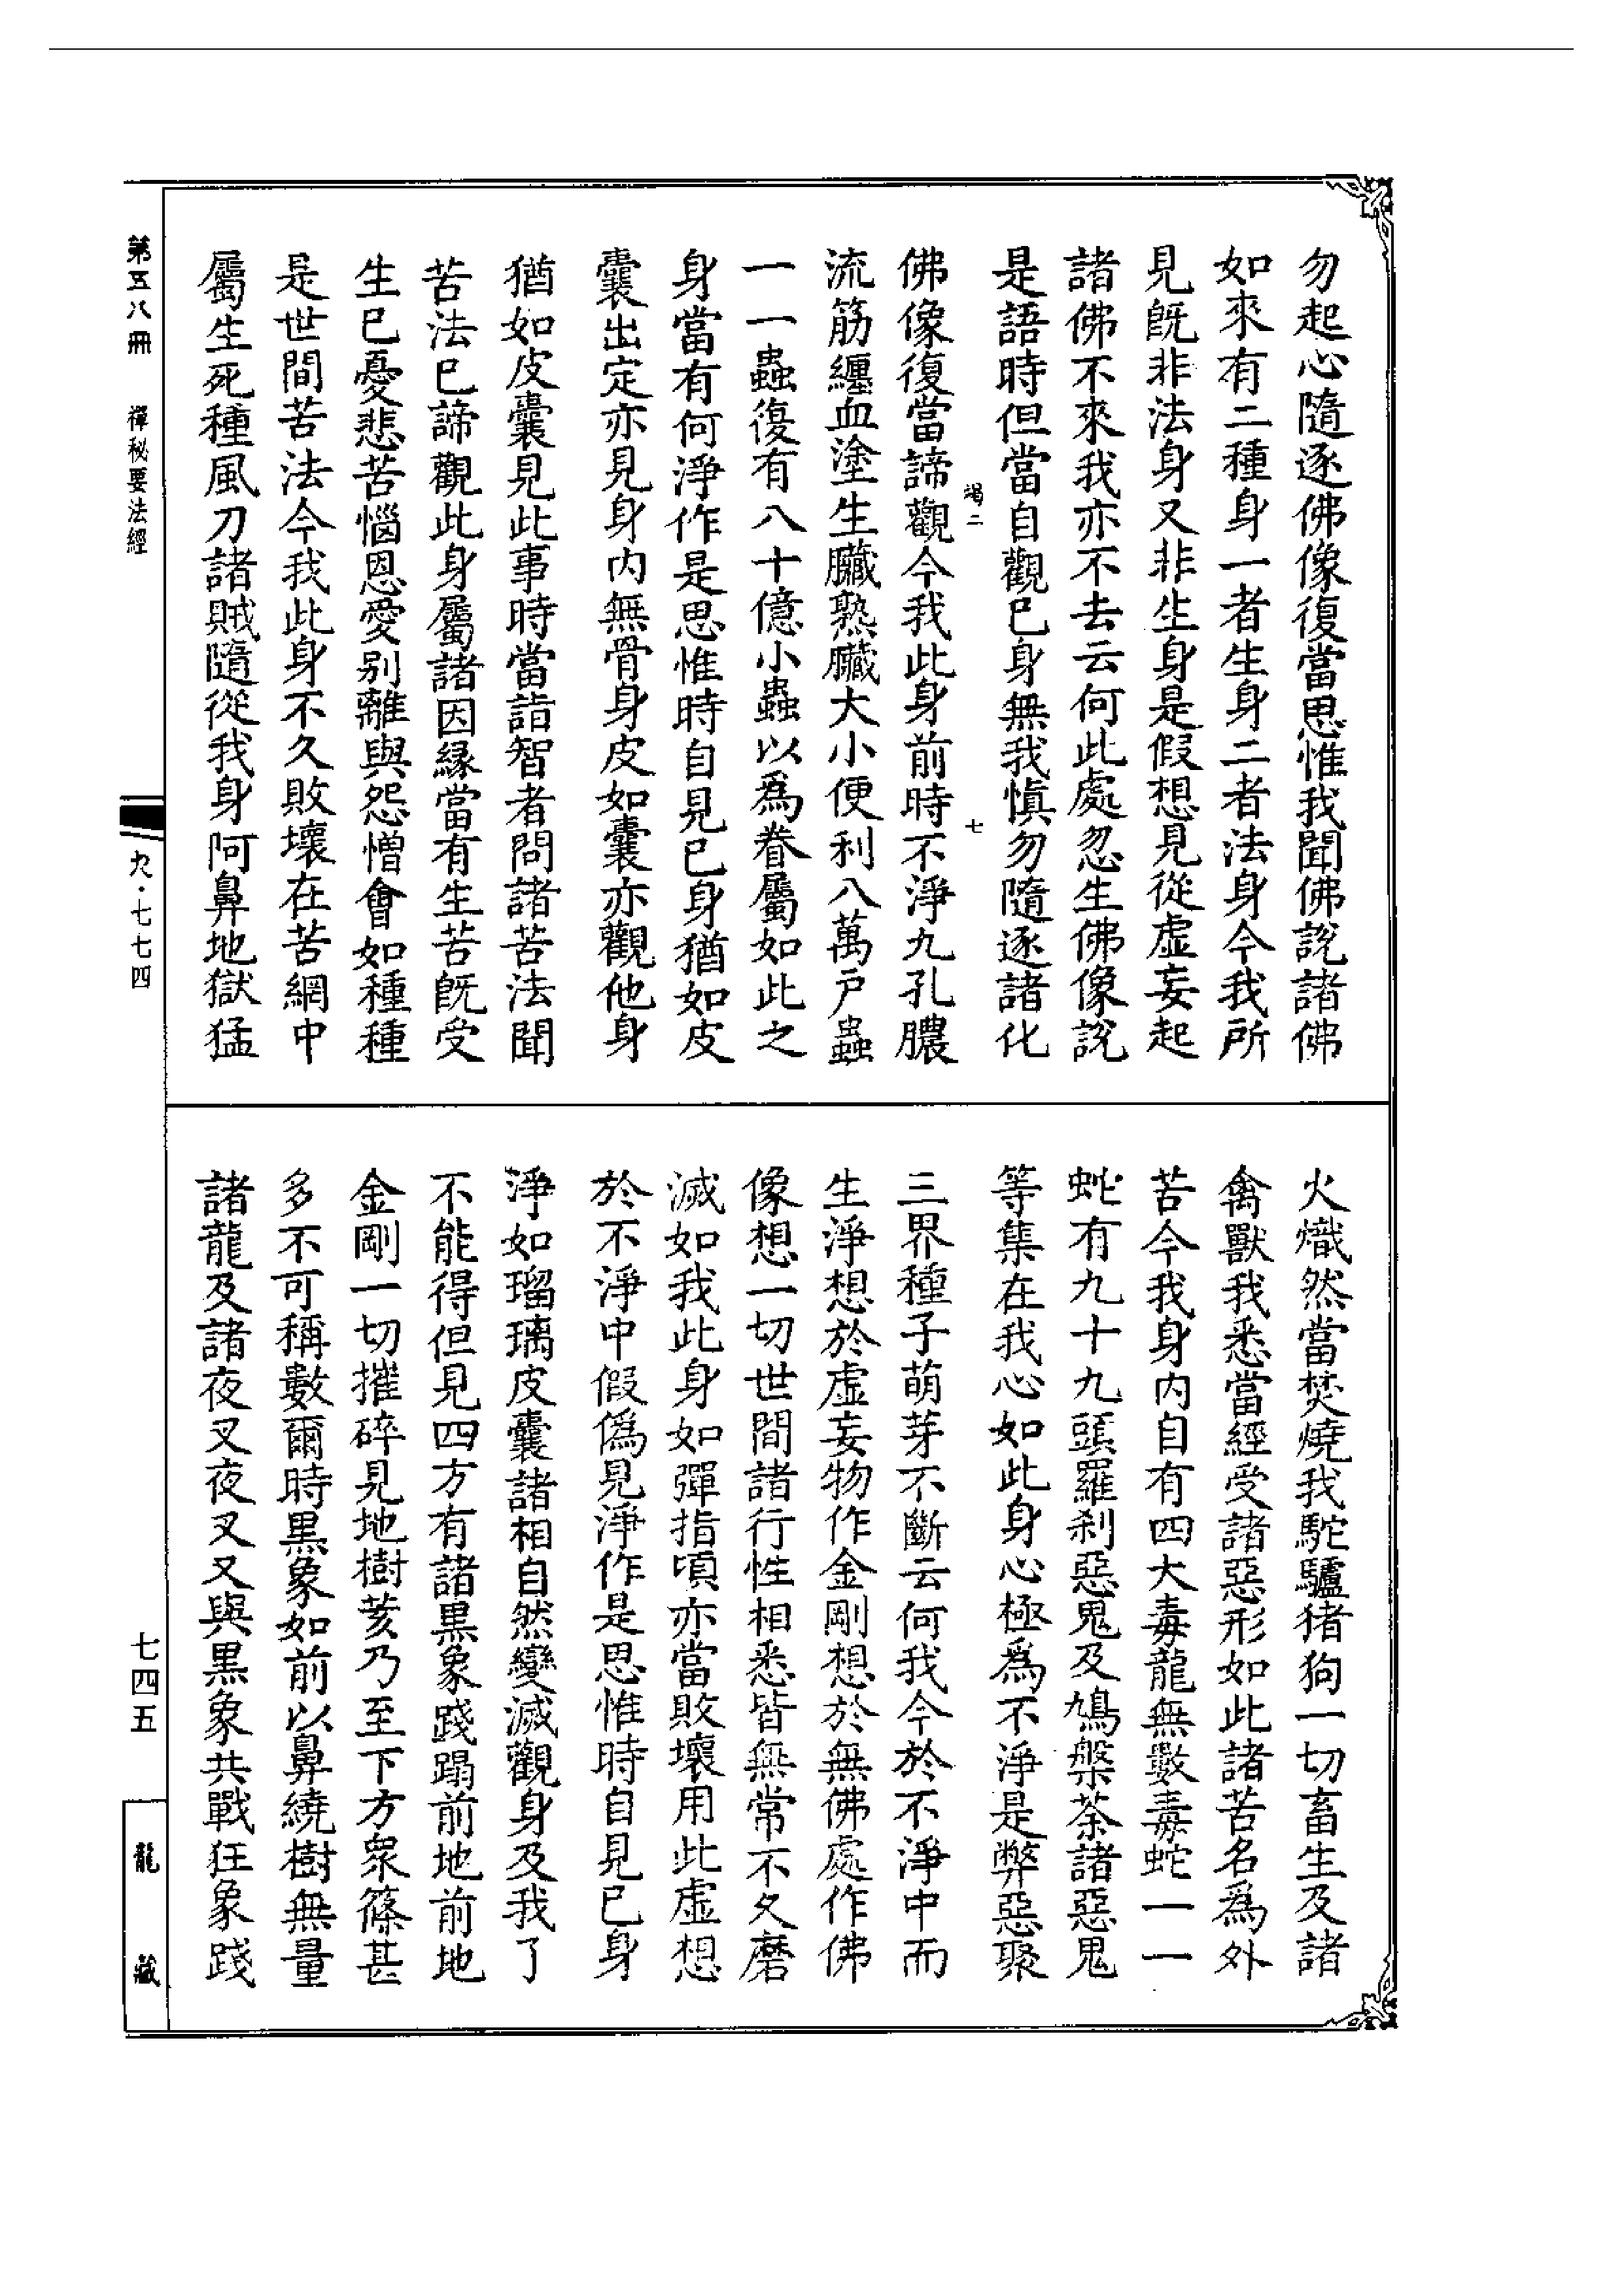 勿起心隨逐佛像復當思惟我聞佛說諸佛
如來有二種身一者生身二者法身今我所
見旣非法身又非生身是假想見從虛妄起
諸佛不來我亦不去云何此處忽生佛像說
是語時但當自觀已身無我愼勿隨逐諸化
竭二
七
佛像復當諦觀今我此身前時不淨九孔膿
流筋纏血塗生臟熟臟大小便利八萬戶蟲
一一蟲復有八十億小蟲以爲眷屬如此之
身當有何淨作是思惟時自見已身猶如皮
囊出定亦見身內無骨身皮如囊亦觀他身
猶如皮囊見此事時當詣智者問諸苦法聞
苦法已諦觀此身屬諸因緣當有生苦旣受
生已憂悲苦惱恩愛別離與怨憎會如種種
是世間苦法今我此身不久敗壞在苦網中
屬生死種風刀諸賊隨從我身阿鼻地獄猛
火熾然當焚燒我駝驢猪狗一切畜生及諸
禽獸我悉當經受諸惡形如此諸苦名爲外
苦今我身內自有四大毒龍無數毒蛇一一
蛇有九十九頭羅刹惡鬼及鳩槃茶諸惡鬼
等集在我心如此身心極爲不淨是弊惡聚
三界種子萌芽不斷云何我今於不淨中而
生淨想於虛妄物作金剛想於無佛處作佛
像想一切世間諸行性相悉皆無常不久磨
滅如我此身如彈指頃亦當敗壞用此虛想
於不淨中假僞見淨作是思惟時自見已身
淨如瑠璃皮囊諸相自然變滅觀身及我了
不能得但見四方有諸黑象踐蹋前地前地
金剛一切摧碎見地樹荄乃至下方衆篠甚
多不可稱數爾時黑象如前以鼻繞樹無量
諸龍及諸夜叉夜叉又與黑象共戰狂象踐
第五八冊
禪秘要法經
九·七七四
七四五
龍藏